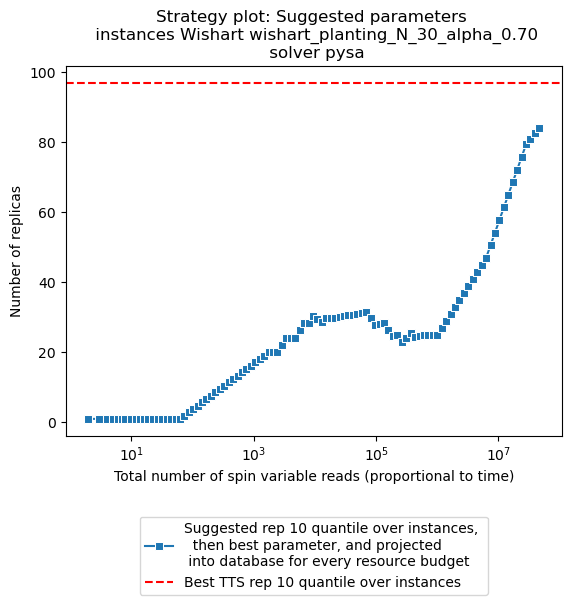 Strategy plot: Suggested parameters
instances Wishart wishart_planting_N_30_alpha_0.70
solver pysa
100
80
60
40
20
0
Number of replicas
10^1
10^3
10^5
10^7
Total number of spin variable reads (proportional to time)
Suggested rep 10 quantile over instances,
then best parameter, and projected
into database for every resource budget
Best TTS rep 10 quantile over instances